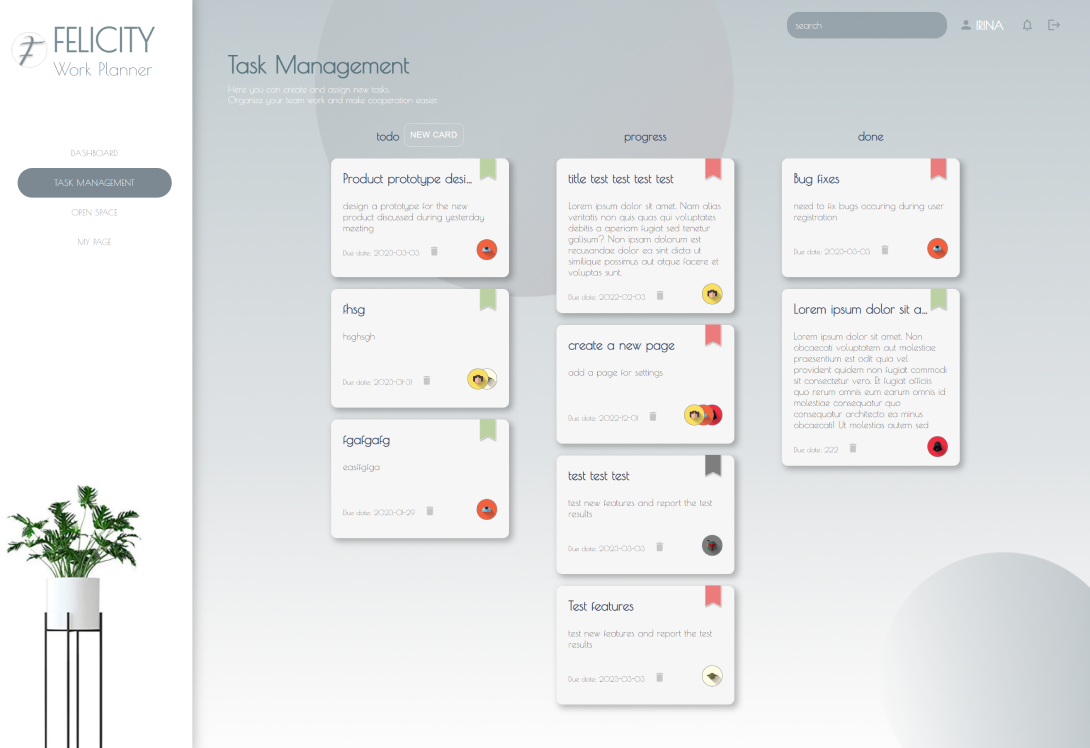 FELICITY
Work Planner
DASHBOARD
TASK MANAGEMENT
OPEN SPACE
MY PAGE
search
IRINA
Task Management
Here you can create and assign new tasks.
Organize your team work and make cooperation easier
todo
NEW CARD
Product prototype desi...
design a prototype for the new
product discussed during yesterday
meeting
Due date: 2023-03-03
fhsg
hsghsgh
Due date: 2023-01-31
fgafgafg
Due date: 2023-01-29
progress
title test test test test
Lorem ipsum dolor sit amet. Nam alias
veritatis non quis quas qui voluptates
debitis a aperiam fugiat sed tenetur
galisum? Non ipsam dolorum est
recusandae dolor ea sint dicta ut
similique possimus aut atque facere et
voluptas sunt.
Due date: 2022-02-03
create a new page
add a page for settings
Due date: 2022-12-01
test test test
test new features and report the test
results
Due date: 2023-03-03
Test features
test new features and report the test
results
Due date: 2023-03-03
done
Bug fixes
need to fix bugs occuring during user
registration
Due date: 2023-03-03
Lorem ipsum dolor sit a...
Lorem ipsum dolor sit amet. Non
obcaecati voluptatem aut molestiae
praesentium est odit quia vel
provident quidem non fugiat commodi
sit consectetur vero. Et fugiat officiis
quo rerum omnis eum earum omnis id
molestiae consequatur quo
consequatur architecto ea minus
obcaecati! Ut molestias autem sed
Due date: 222